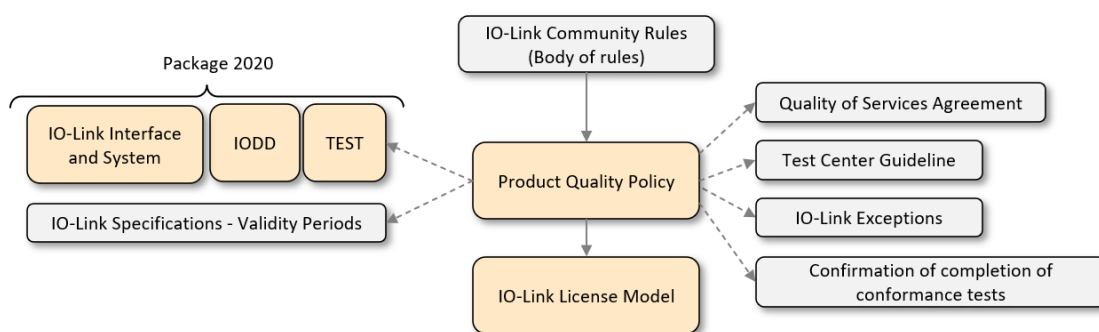 IO-Link Community Rules
(Body of rules)
Package 2020
IO-Link Interface
and System
IODD
TEST
IO-Link Specifications - Validity Periods
Product Quality Policy
IO-Link License Model
Quality of Services Agreement
Test Center Guideline
IO-Link Exceptions
Confirmation of completion of
conformance tests